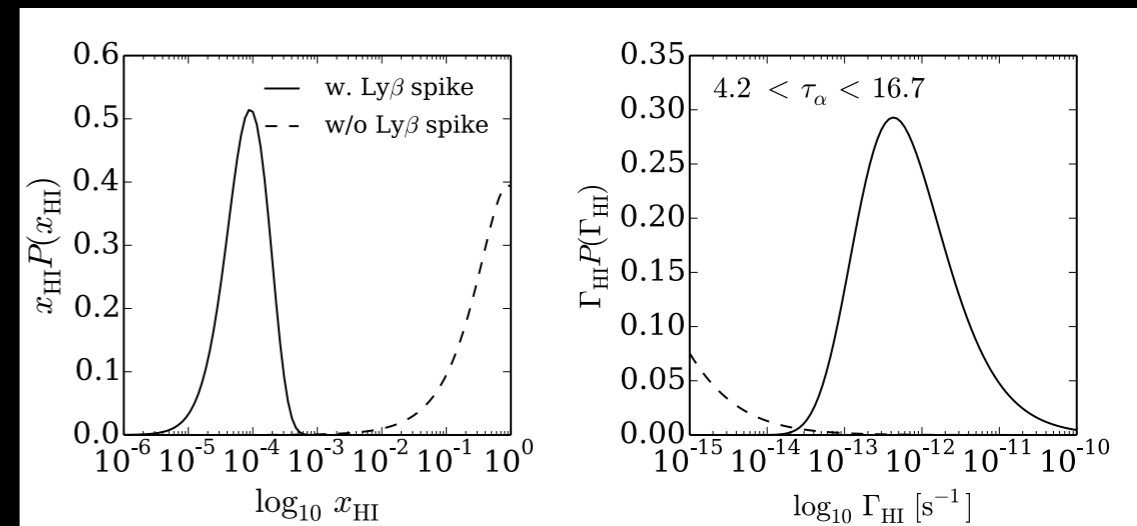 0.6
0.5
0.4
0.3
0.2
0.1
0.0
x_HI P(x_HI)
w. Lyβ spike
w/o Lyβ spike
10^-6 10^-5 10^-4 10^-3 10^-2 10^-1 10^0
log_10 x_HI
0.35
0.30
0.25
0.20
0.15
0.10
0.05
0.00
Γ_HI P(Γ_HI)
4.2 < τ_α < 16.7
10^-15 10^-14 10^-13 10^-12 10^-11 10^-10
log_10 Γ_HI [s^-1]